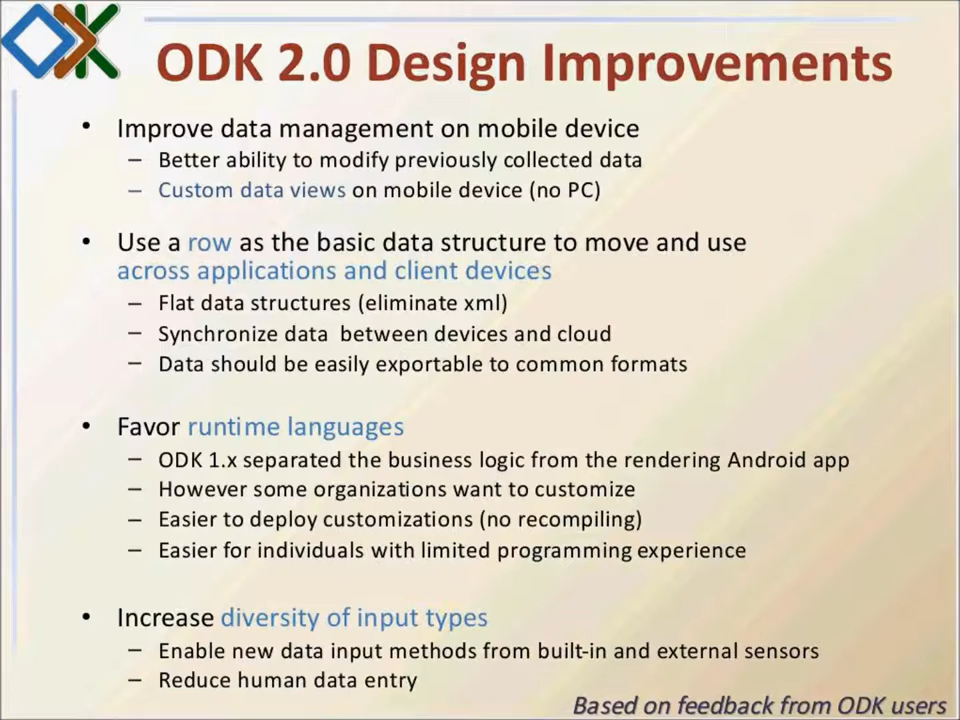 ODK
ODK 2.0 Design Improvements
• Improve data management on mobile device
– Better ability to modify previously collected data
– Custom data views on mobile device (no PC)
• Use a row as the basic data structure to move and use
across applications and client devices
– Flat data structures (eliminate xml)
– Synchronize data between devices and cloud
– Data should be easily exportable to common formats
• Favor runtime languages
– ODK 1.x separated the business logic from the rendering Android app
– However some organizations want to customize
– Easier to deploy customizations (no recompiling)
– Easier for individuals with limited programming experience
• Increase diversity of input types
– Enable new data input methods from built-in and external sensors
– Reduce human data entry
Based on feedback from ODK users